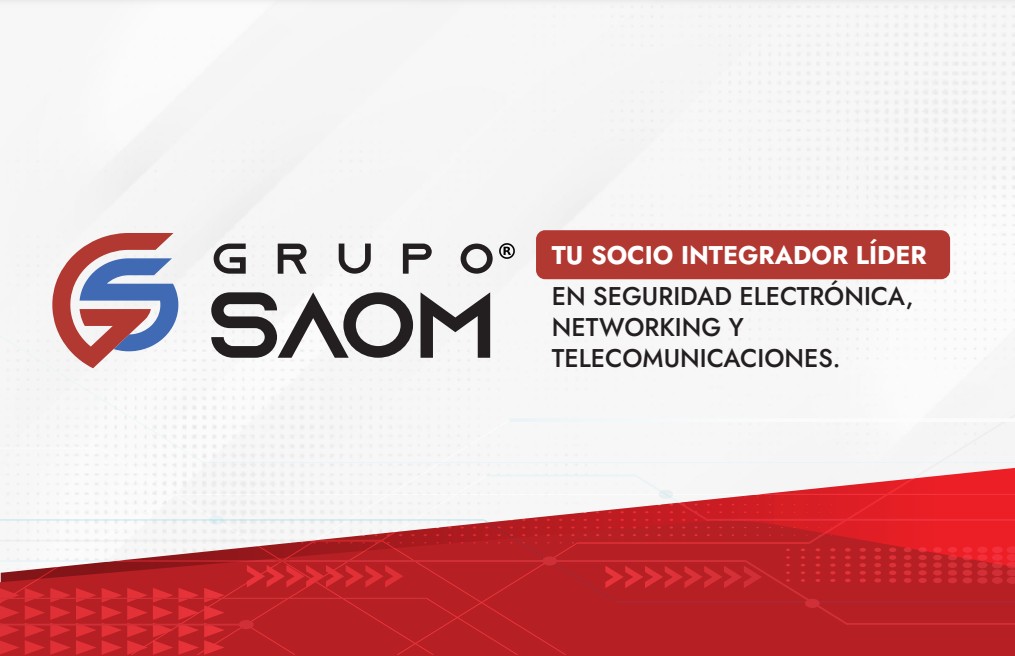 GRUPO®
SAOM
TU SOCIO INTEGRADOR LÍDER
EN SEGURIDAD ELECTRÓNICA,
NETWORKING Y
TELECOMUNICACIONES.